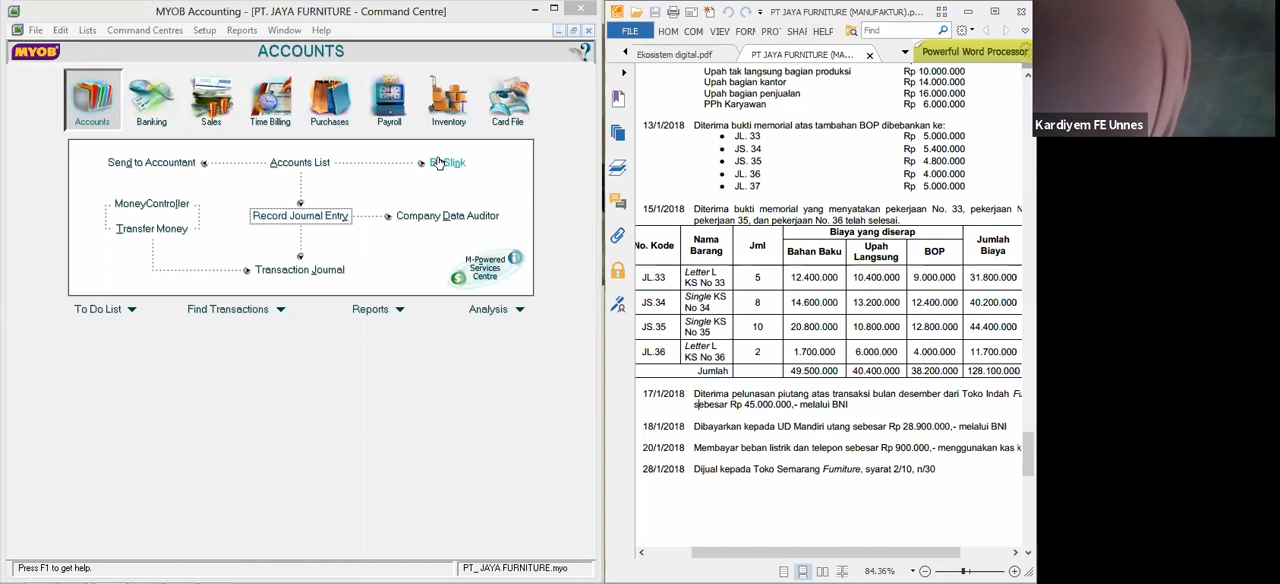 MYOB Accounting - [PT. JAYA FURNITURE - Command Centre]
File Edit Lists Command Centres Setup Reports Window Help
MYOB ACCOUNTS
Accounts Banking Sales Time Billing Purchases Payroll Inventory Card File
Send to Accountant Accounts List
MoneyController
Record Journal Entry Company Data Auditor
Transfer Money
Transaction Journal
M-Powered
Services
Centre
To Do List Find Transactions Reports Analysis
Press F1 to get help. PT_ JAYA FURNITURE.myo
PT JAYA FURNITURE (MANUFAKTUR).p...
FILE HOM COM VIEV FORM PRO' SHAR HELP Find
Ekosistem digital.pdf PT JAYA FURNITURE (MA... Powerful Word Processor
Upah tak langsung bagian produksi Rp 10.000.000
Upah bagian kantor Rp 14.000.000
Upah bagian penjualan Rp 16.000.000
PPh Karyawan Rp 6.000.000
13/1/2018 Diterima bukti memorial atas tambahan BOP dibebankan ke:
• JL. 33 Rp 5.000.000
• JS. 34 Rp 5.400.000
• JS. 35 Rp 4.800.000
• JL. 36 Rp 4.000.000
• JL. 37 Rp 5.000.000
15/1/2018 Diterima bukti memorial yang menyatakan pekerjaan No. 33, pekerjaan N
pekerjaan 35, dan pekerjaan No. 36 telah selesai.
No. Kode Nama Barang Jml Biaya yang diserap Jumlah Biaya
Bahan Baku Upah Langsung BOP
JL.33 Letter L KS No 33 5 12.400.000 10.400.000 9.000.000 31.800.000
JS.34 Single KS No 34 8 14.600.000 13.200.000 12.400.000 40.200.000
JS.35 Single KS No 35 10 20.800.000 10.800.000 12.800.000 44.400.000
JL.36 Letter L KS No 36 2 1.700.000 6.000.000 4.000.000 11.700.000
Jumlah 49.500.000 40.400.000 38.200.000 128.100.000
17/1/2018 Diterima pelunasan piutang atas transaksi bulan desember dari Toko Indah Fu
sebesar Rp 45.000.000,- melalui BNI
18/1/2018 Dibayarkan kepada UD Mandiri utang sebesar Rp 28.900.000,- melalui BNI
20/1/2018 Membayar beban listrik dan telepon sebesar Rp 900.000,- menggunakan kas k
28/1/2018 Dijual kepada Toko Semarang Furniture, syarat 2/10, n/30
84.36%
Kardiyem FE Unnes